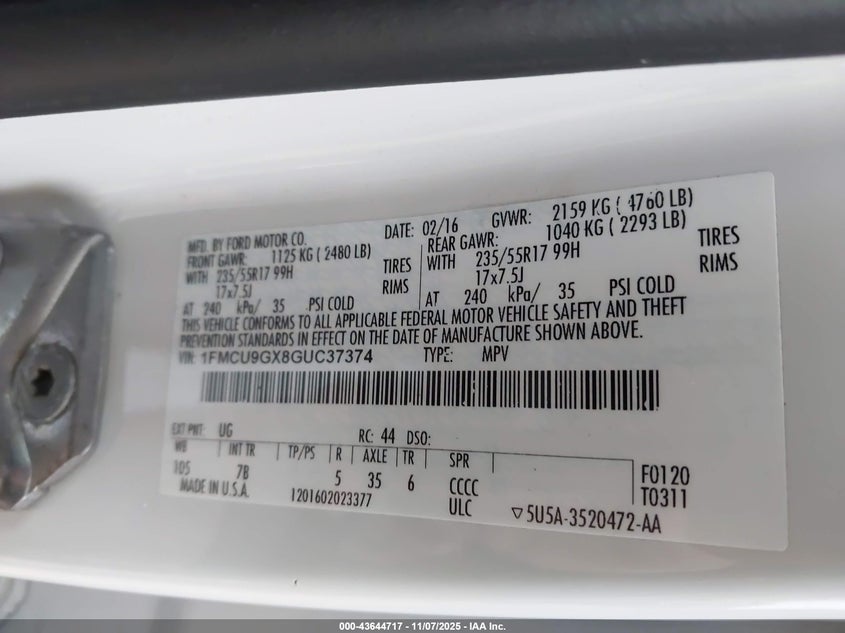 MFD. BY FORD MOTOR CO.
DATE: 02/16 GVWR: 2159 KG ( 4760 LB)
FRONT GAWR: 1125 KG ( 2480 LB)
WITH 235/55R17 99H TIRES
17x7.5J RIMS
AT 240 kPa/ 35 PSI COLD
REAR GAWR: 1040 KG ( 2293 LB)
WITH 235/55R17 99H TIRES
17x7.5J RIMS
AT 240 kPa/ 35 PSI COLD
THIS VEHICLE CONFORMS TO ALL APPLICABLE FEDERAL MOTOR VEHICLE SAFETY AND THEFT
PREVENTION STANDARDS IN EFFECT ON THE DATE OF MANUFACTURE SHOWN ABOVE.
VIN: 1FMCU9GX8GUC37374 TYPE: MPV
EXT PNT: UG RC: 44 DSO:
WB INT TR TP/PS R AXLE TR SPR
105 7B 5 35 6 CCCC F0120
ULC T0311
MADE IN U.S.A. 1201602023377 ▽5U5A-3520472-AA
000-43644717 - 11/07/2025 - IAA Inc.